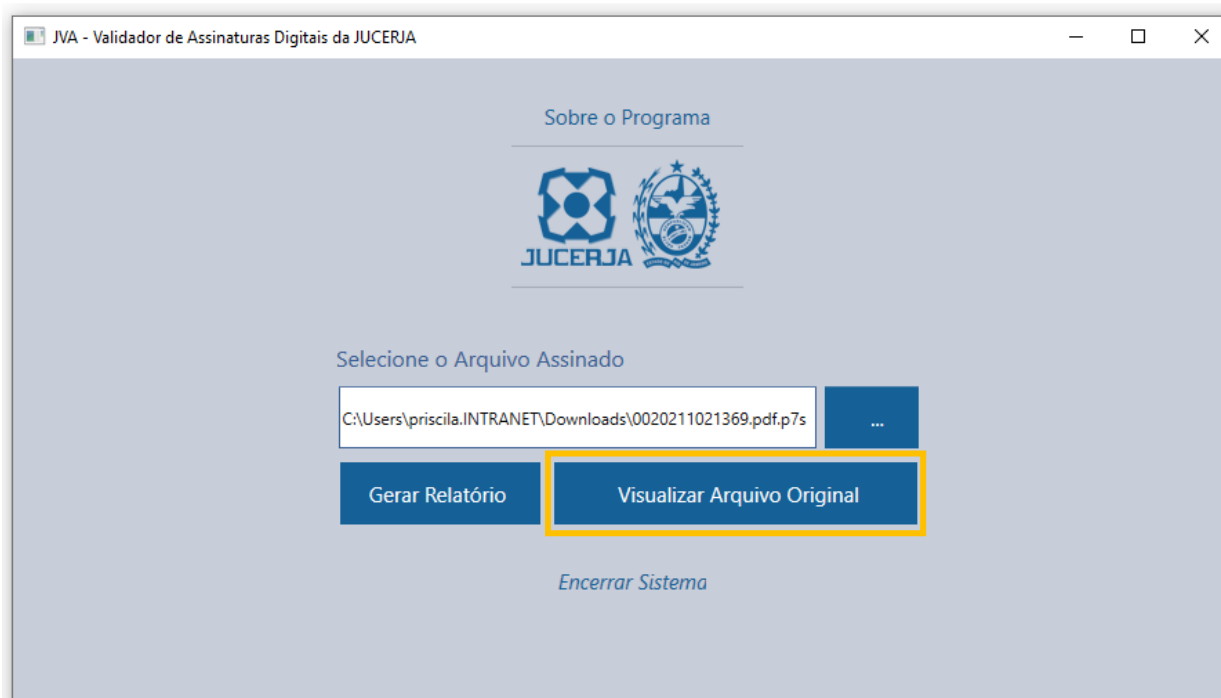 JVA - Validador de Assinaturas Digitais da JUCERJA
Sobre o Programa
JUCERJA
Selecione o Arquivo Assinado
C:\Users\priscila.INTRANET\Downloads\0020211021369.pdf.p7s
...
Gerar Relatório
Visualizar Arquivo Original
Encerrar Sistema